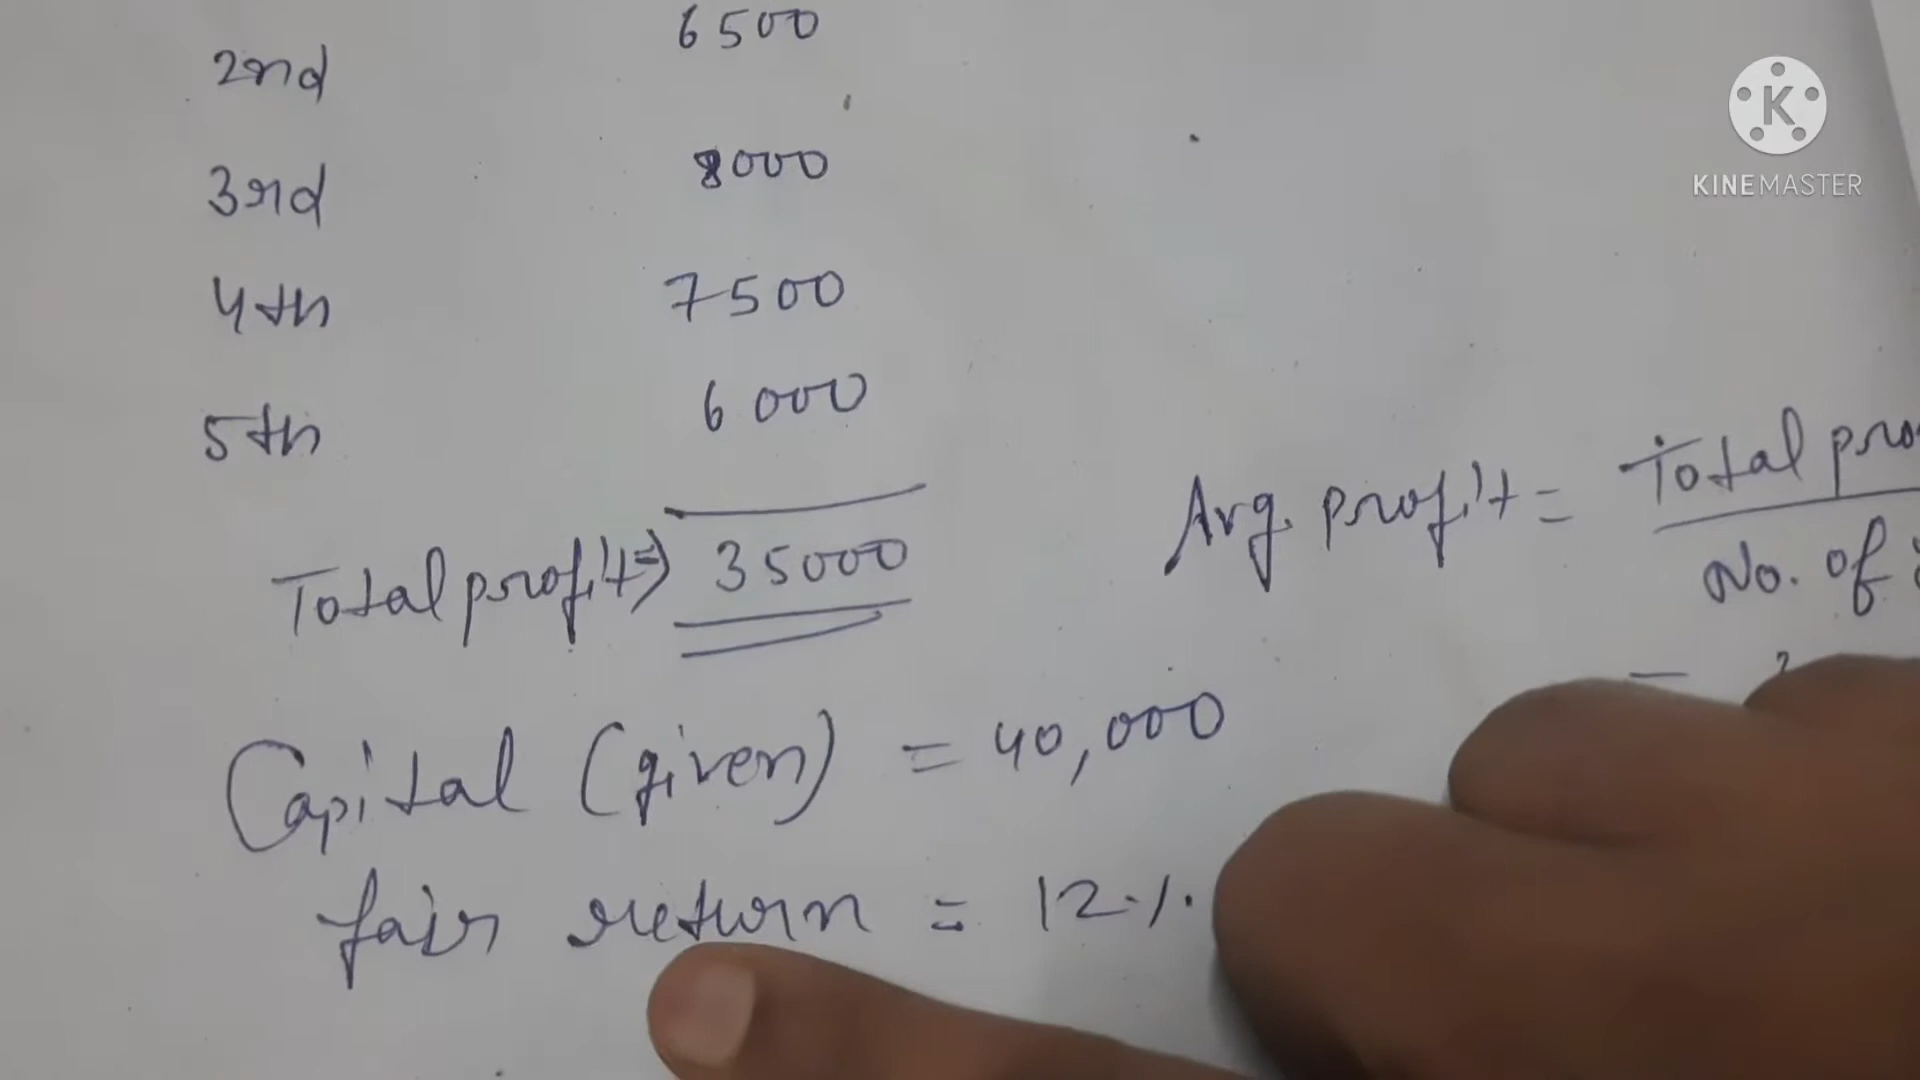 6500
2nd
3rd 8000
4th 7500
5th 6000
Total profit⇒ 35000
Avg. profit = Total pro
No. of
=
Capital (given) = 40,000
fair return = 12%
KINEMASTER